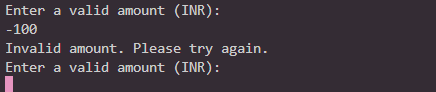 Enter a valid amount (INR):
-100
Invalid amount. Please try again.
Enter a valid amount (INR):